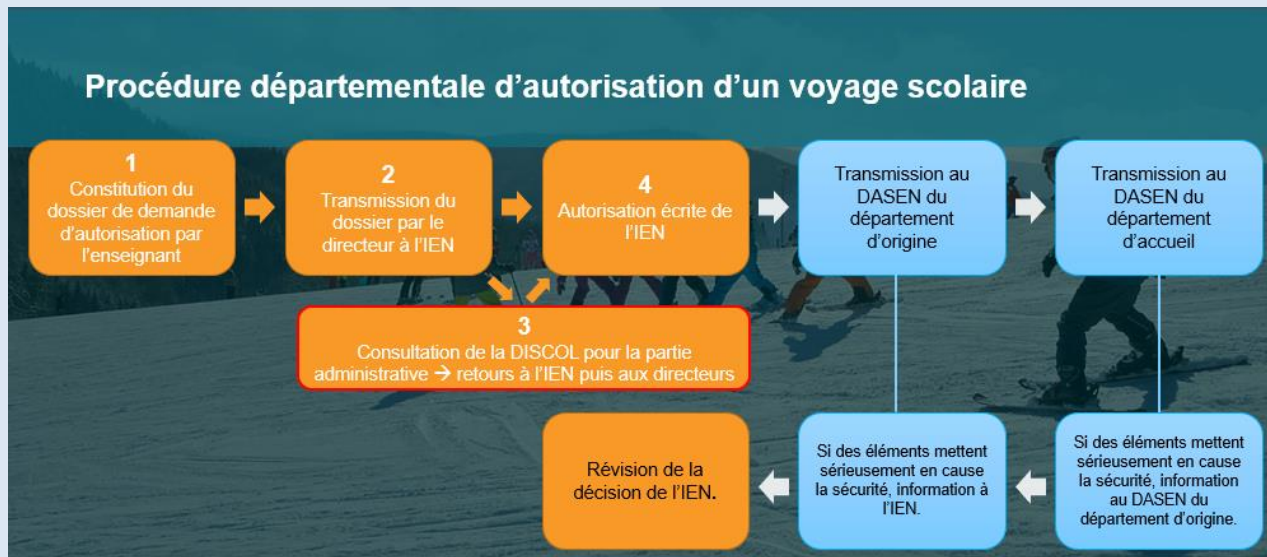 Procédure départementale d'autorisation d'un voyage scolaire
1
Constitution du
dossier de demande
d'autorisation par
l'enseignant
2
Transmission du
dossier par le
directeur à l'IEN
4
Autorisation écrite de
l'IEN
Transmission au
DASEN du
département
d'origine
Transmission au
DASEN du
département
d'accueil
3
Consultation de la DISCOL pour la partie
administrative → retours à l'IEN puis aux directeurs
Révision de la
décision de l'IEN.
Si des éléments mettent
sérieusement en cause
la sécurité, information à
l'IEN.
Si des éléments mettent
sérieusement en cause
la sécurité, information
au DASEN du
département d'origine.